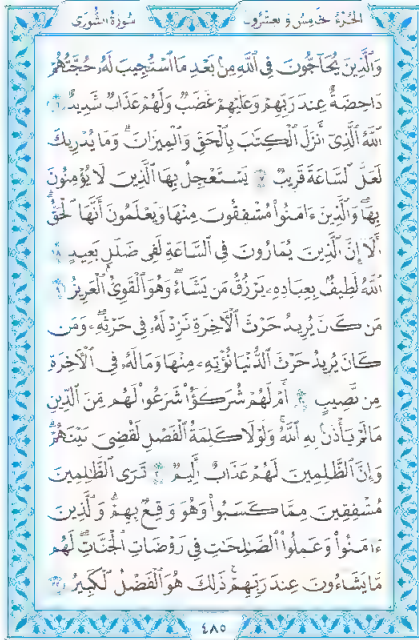 الجزء الخامس والعشرون
سورة الشورى
وَالَّذِينَ يُحَاجُّونَ فِى اللَّهِ مِنۢ بَعْدِ مَا اسْتُجِيبَ لَهُۥ حُجَّتُهُمْ
دَاحِضَةٌ عِندَ رَبِّهِمْ وَعَلَيْهِمْ غَضَبٌ وَلَهُمْ عَذَابٌ شَدِيدٌ ١٦
اللَّهُ الَّذِىٓ أَنزَلَ الْكِتَٰبَ بِالْحَقِّ وَالْمِيزَانَ ۗ وَمَا يُدْرِيكَ
لَعَلَّ السَّاعَةَ قَرِيبٌ ١٧ يَسْتَعْجِلُ بِهَا الَّذِينَ لَا يُؤْمِنُونَ
بِهَا ۖ وَالَّذِينَ ءَامَنُوا۟ مُشْفِقُونَ مِنْهَا وَيَعْلَمُونَ أَنَّهَا الْحَقُّ ۗ
أَلَآ إِنَّ الَّذِينَ يُمَارُونَ فِى السَّاعَةِ لَفِى ضَلَٰلٍۭ بَعِيدٍ ١٨
اللَّهُ لَطِيفٌۢ بِعِبَادِهِۦ يَرْزُقُ مَن يَشَآءُ ۖ وَهُوَ الْقَوِىُّ الْعَزِيزُ ١٩
مَن كَانَ يُرِيدُ حَرْثَ الْأَخِرَةِ نَزِدْ لَهُۥ فِى حَرْثِهِۦ ۖ وَمَن
كَانَ يُرِيدُ حَرْثَ الدُّنْيَا نُؤْتِهِۦ مِنْهَا وَمَا لَهُۥ فِى الْأَخِرَةِ
مِن نَّصِيبٍ ٢٠ أَمْ لَهُمْ شُرَكَٰٓؤُا۟ شَرَعُوا۟ لَهُم مِّنَ الدِّينِ
مَا لَمْ يَأْذَنۢ بِهِ اللَّهُ ۚ وَلَوْلَا كَلِمَةُ الْفَصْلِ لَقُضِىَ بَيْنَهُمْ ۗ
وَإِنَّ الظَّٰلِمِينَ لَهُمْ عَذَابٌ أَلِيمٌ ٢١ تَرَى الظَّٰلِمِينَ
مُشْفِقِينَ مِمَّا كَسَبُوا۟ وَهُوَ وَاقِعٌۢ بِهِمْ ۗ وَالَّذِينَ
ءَامَنُوا۟ وَعَمِلُوا۟ الصَّٰلِحَٰتِ فِى رَوْضَاتِ الْجَنَّاتِ ۖ لَهُم
مَّا يَشَآءُونَ عِندَ رَبِّهِمْ ۚ ذَٰلِكَ هُوَ الْفَضْلُ الْكَبِيرُ ٢٢
٤٨٥